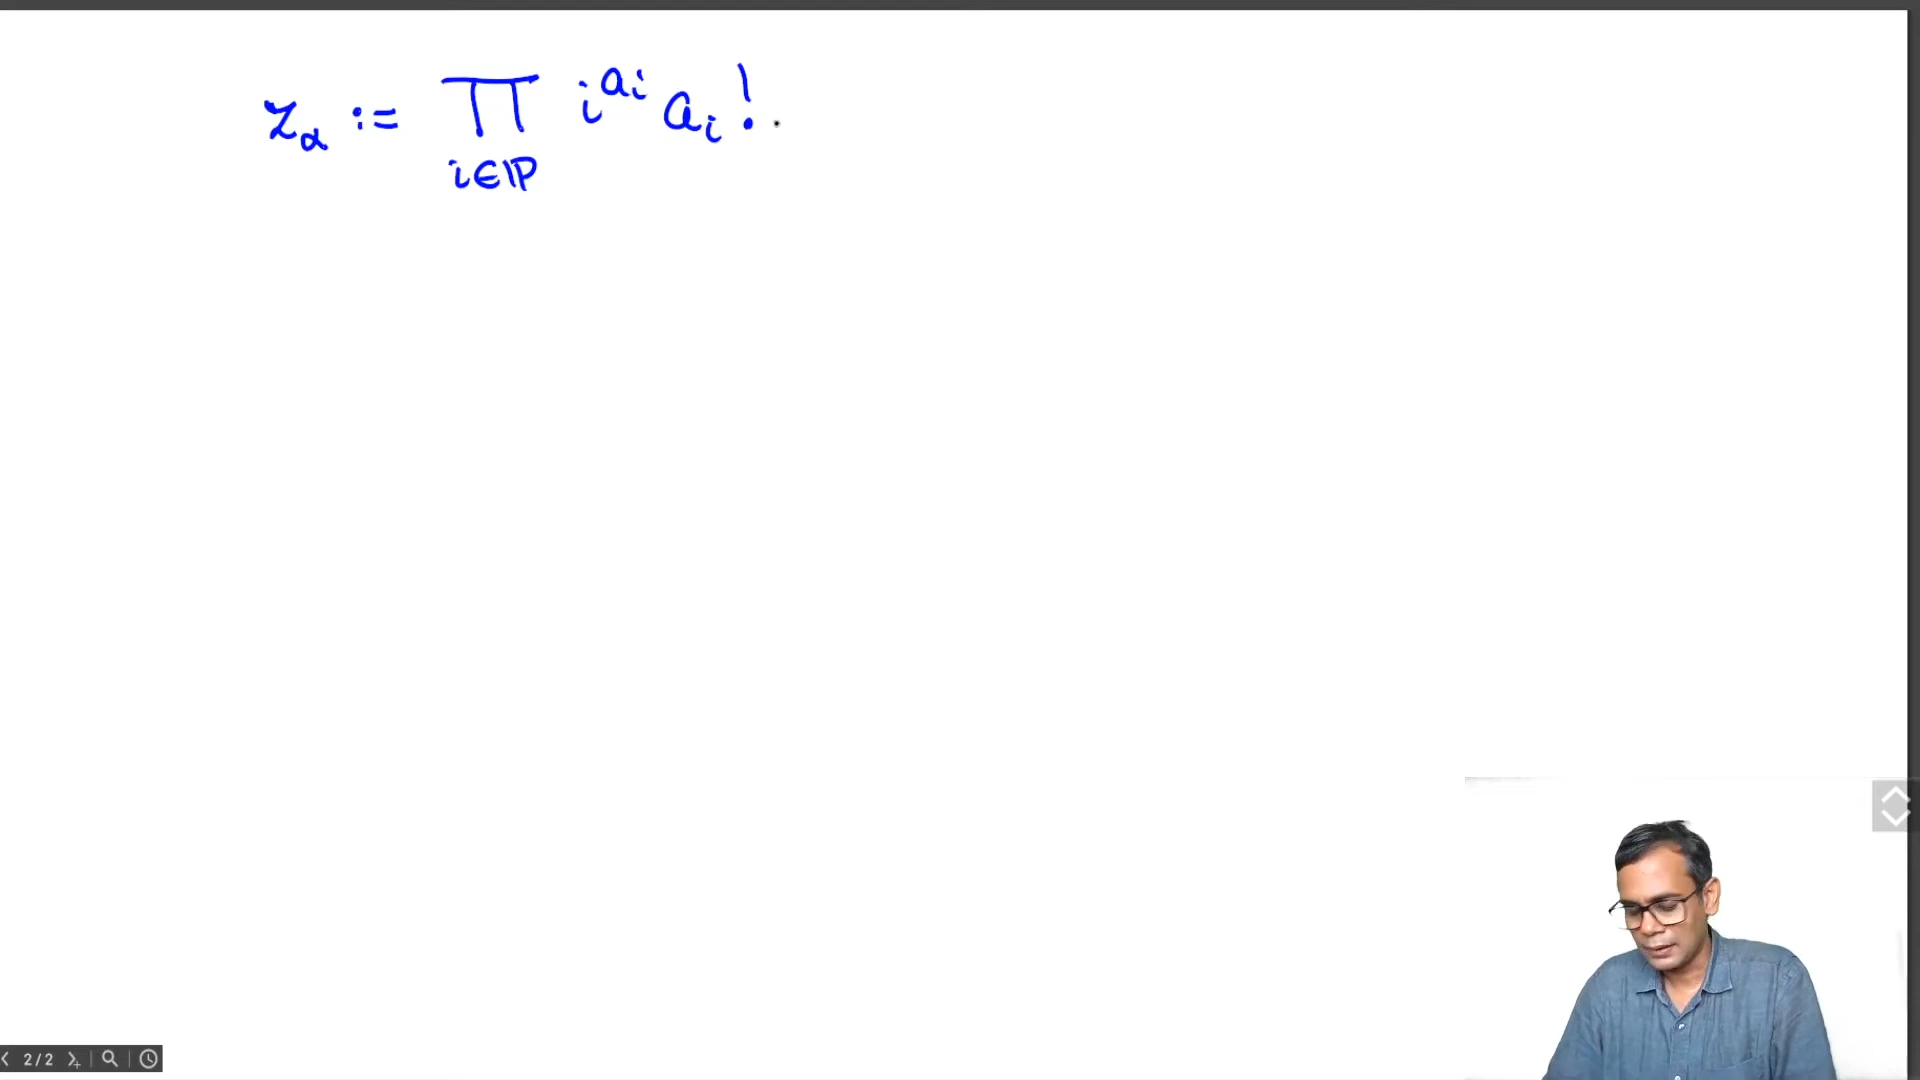 z_α := ∏_{i∈ℙ} i^{a_i} a_i!.
2/2